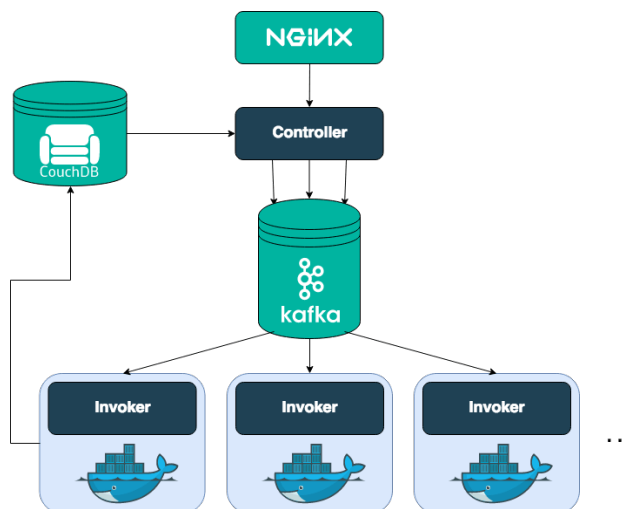 NGINX
Controller
CouchDB
kafka
Invoker
Invoker
Invoker
..